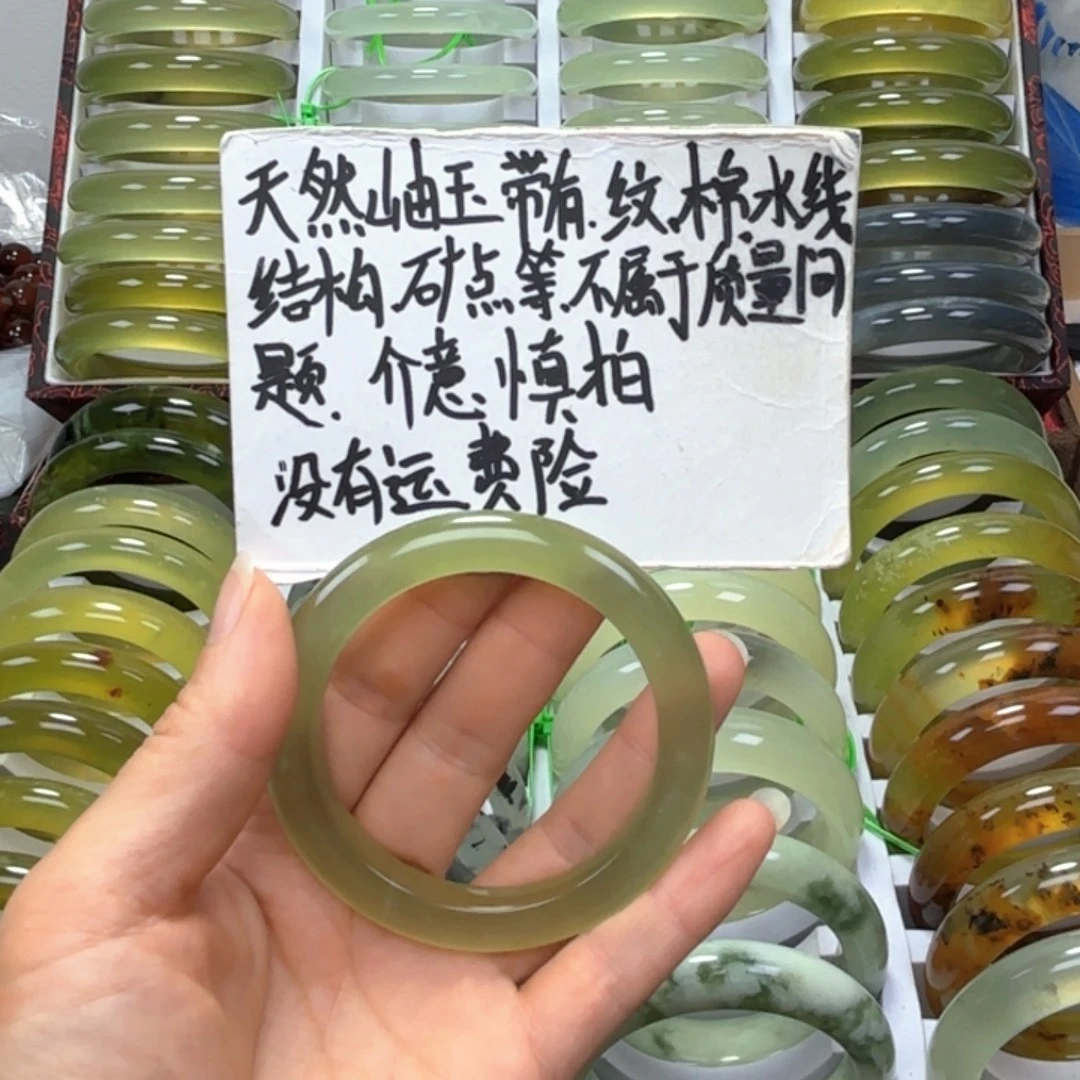 天然岫玉带有.纹.棉.水线
结构.矿点等.不属于质量问
题.介意.慎拍
没有运费险